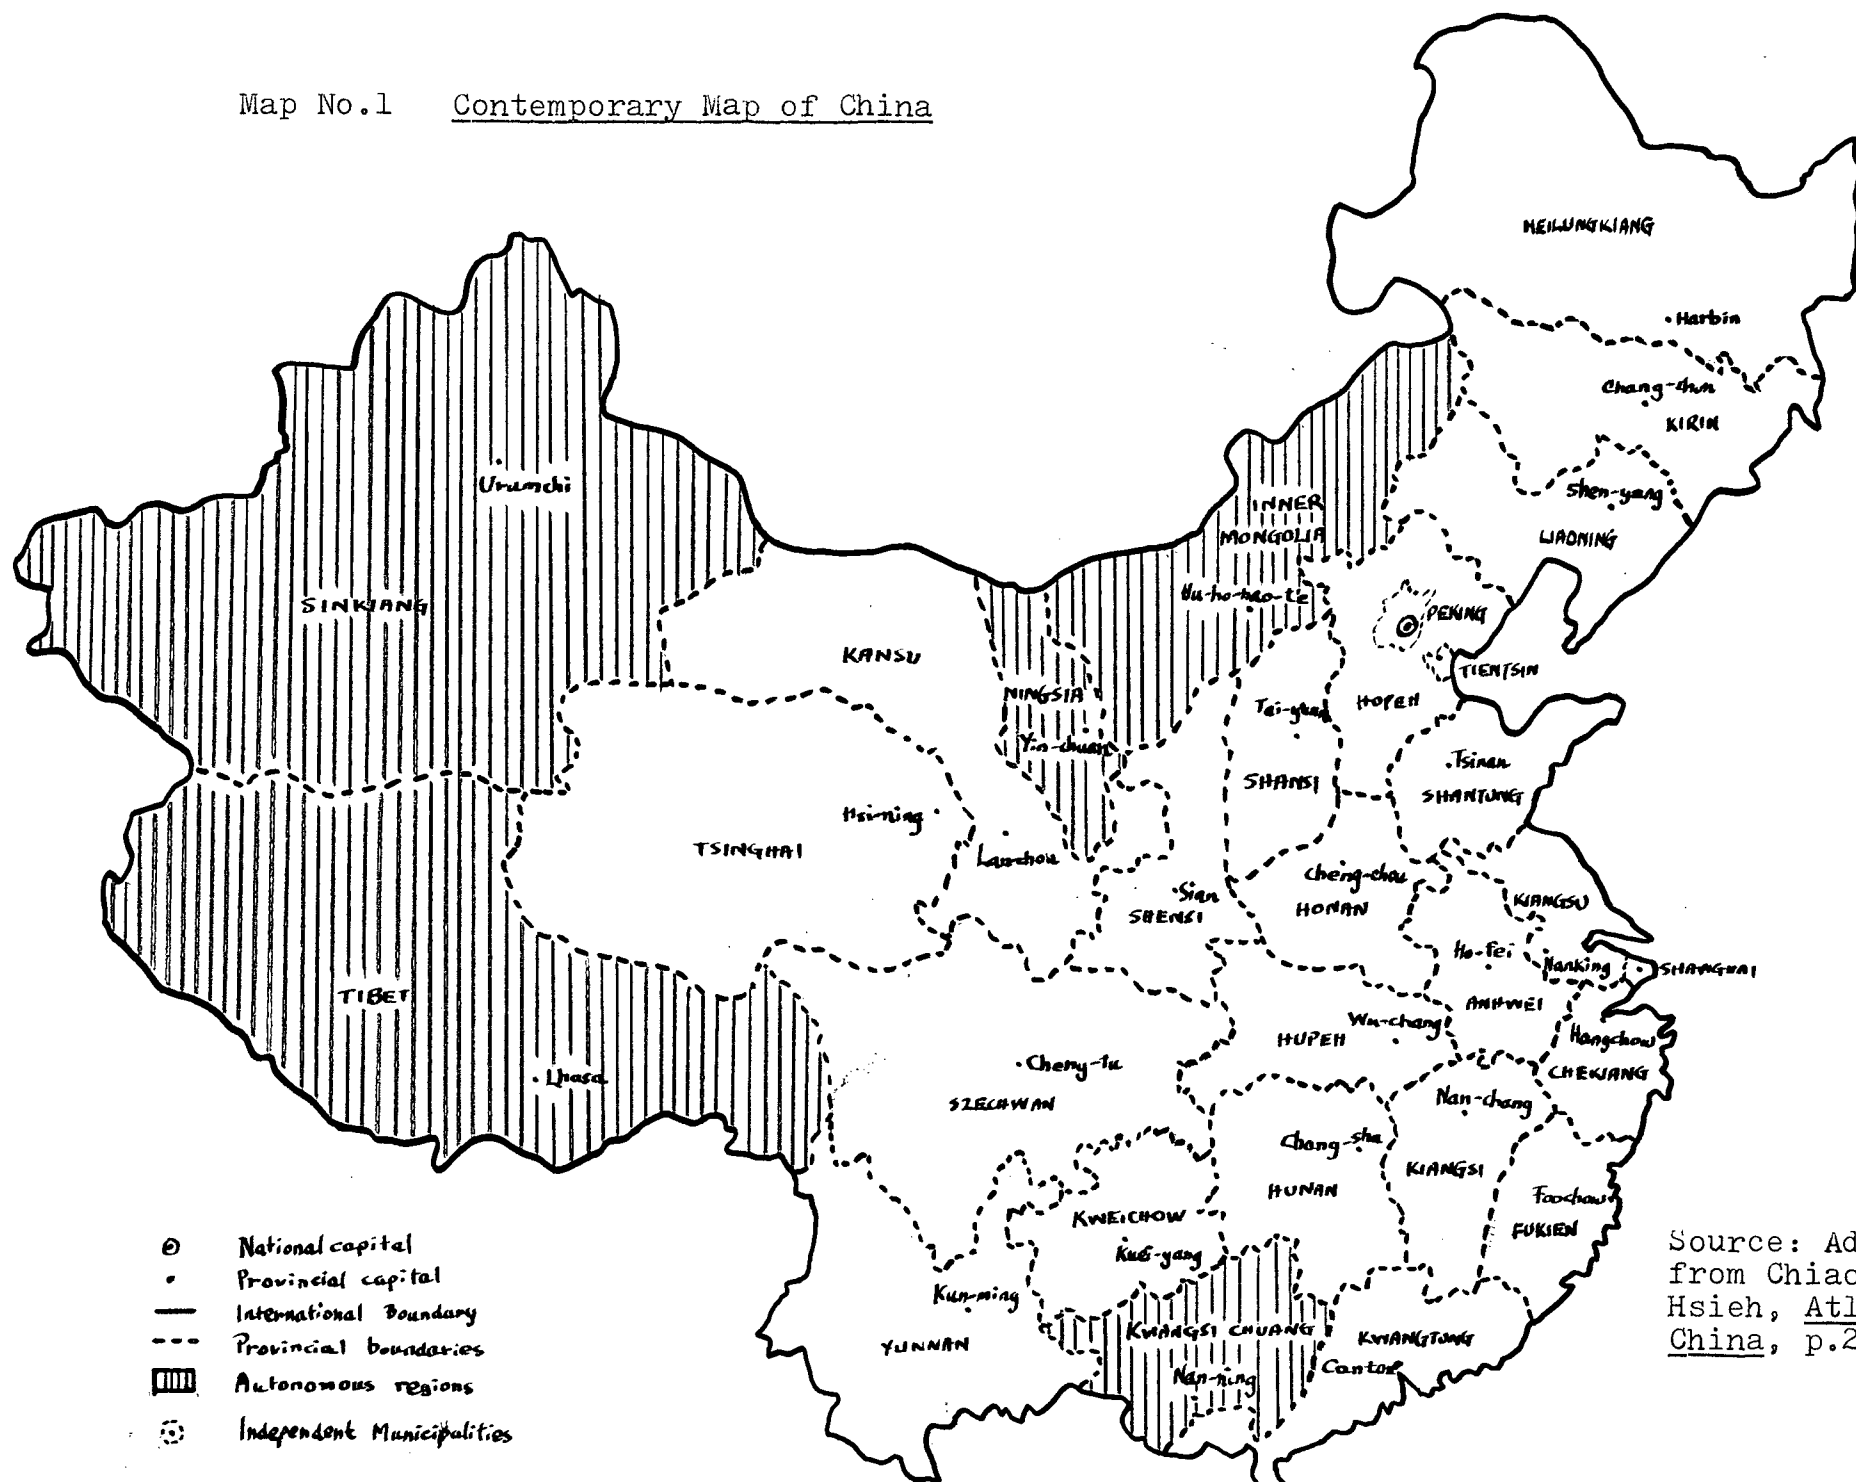 Map No.1 Contemporary Map of China
HEILUNGKIANG
Harbin
Chang-chun
KIRIN
Shen-yang
LIAONING
Urumchi
SINKIANG
INNER
MONGOLIA
Hu-ho-hao-te
PEKING
TIENTSIN
HOPEH
KANSU
NINGSIA
Yin-chuan
Tai-yuan
SHANSI
Tsinan
SHANTUNG
Hsi-ning
TSINGHAI
Lanchou
Sian
SHENSI
Cheng-chou
HONAN
KIANGSU
Ho-fei
Nanking
SHANGHAI
ANHWEI
TIBET
Lhasa
Wu-chang
HUPEH
Hangchow
CHEKIANG
Cheng-tu
SZECHWAN
Nan-chang
Chang-sha
KIANGSI
HUNAN
Foochow
FUKIEN
KWEICHOW
Kuei-yang
Kun-ming
YUNNAN
KWANGSI CHUANG
Nan-ning
KWANGTUNG
Canton
National capital
Provincial capital
International Boundary
Provincial boundaries
Autonomous regions
Independent Municipalities
Source: Ad
from Chiao
Hsieh, Atl
China, p.2